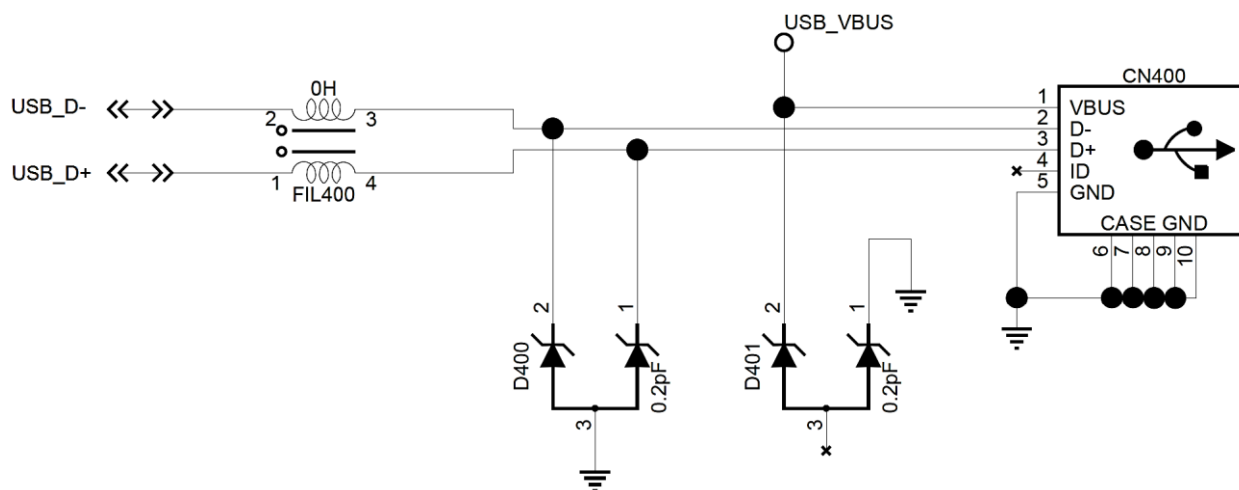 USB_VBUS
CN400
0H
USB_D-
2
3
USB_D+
1
4
FIL400
1
VBUS
2
D-
3
D+
4
ID
5
GND
CASE GND
6
7
8
9
10
2
1
D400
0.2pF
3
2
1
D401
0.2pF
3